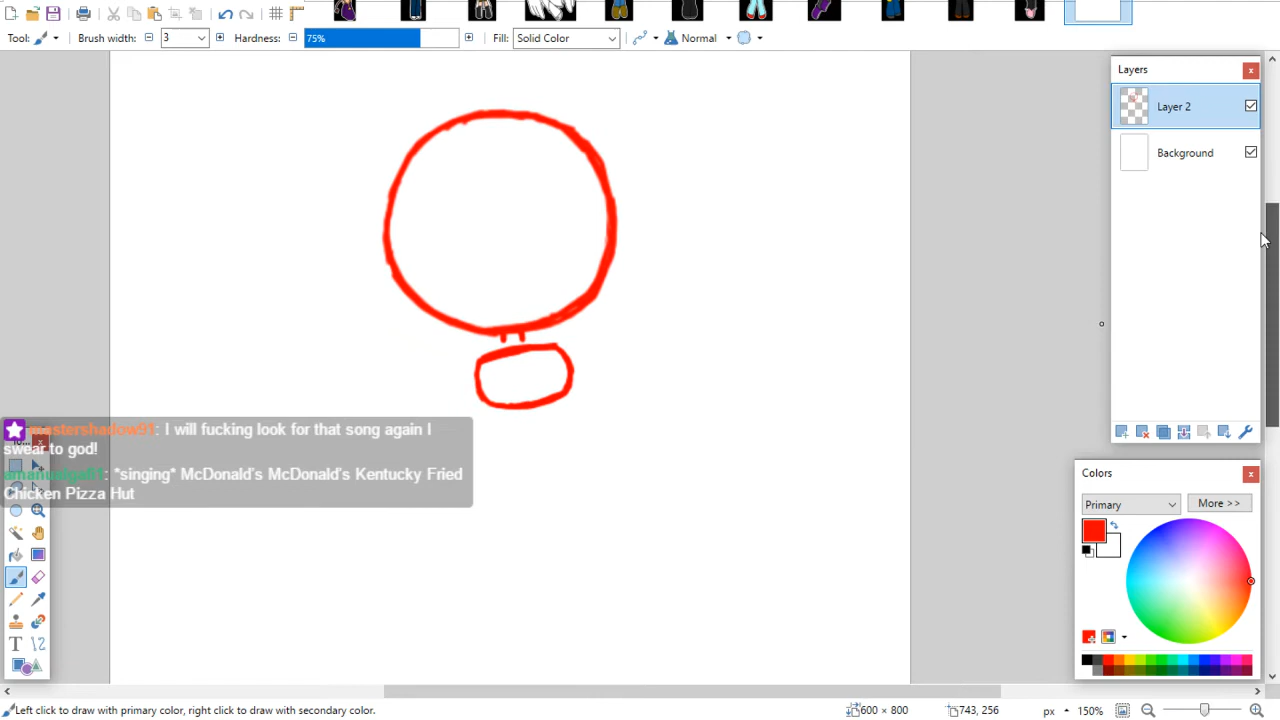 Tool: Brush width: 3 Hardness: 75% Fill: Solid Color Normal
Layers
Layer 2
Background
mastershadow91: I will fucking look for that song again I
swear to god!
amanudga81: *singing* McDonald's McDonald's Kentucky Fried
Chicken Pizza Hut
Colors
Primary More >>
Left click to draw with primary color, right click to draw with secondary color. 600 × 800 743, 256 px 150%